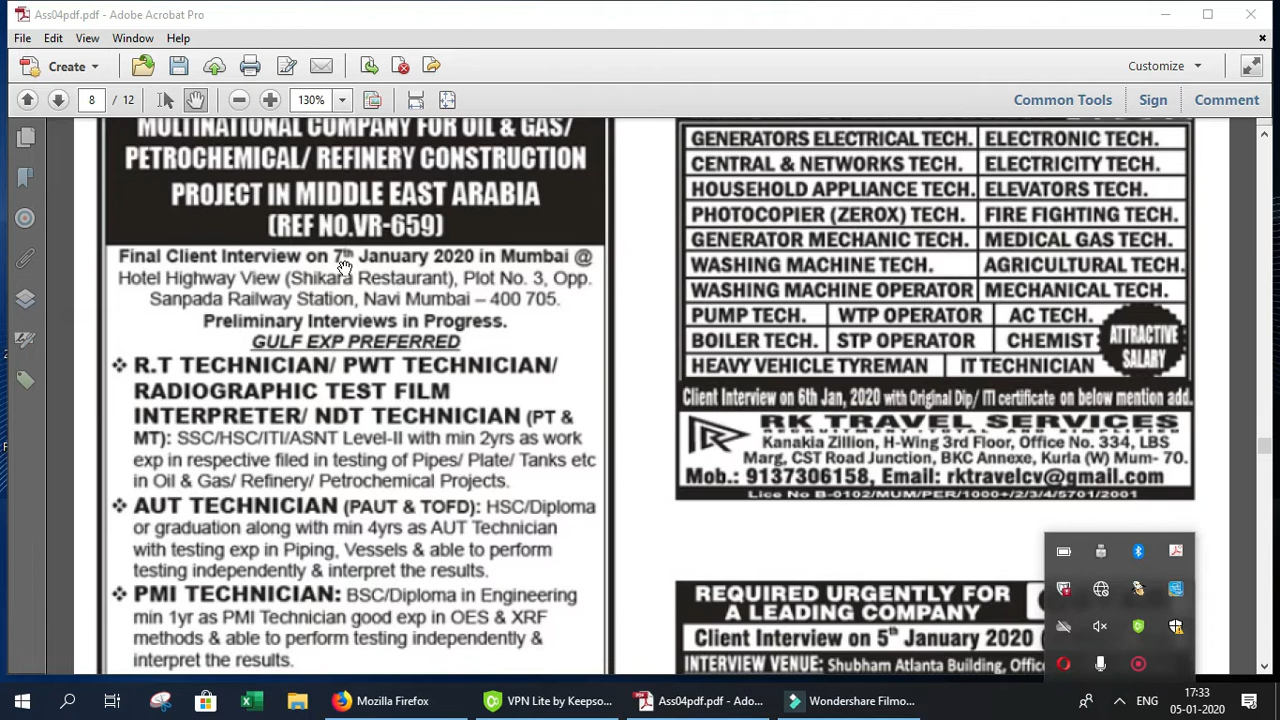 Ass04pdf.pdf - Adobe Acrobat Pro
File Edit View Window Help
Create Customize
8 / 12 130% Common Tools Sign Comment
MULTINATIONAL COMPANY FOR OIL & GAS/
PETROCHEMICAL/ REFINERY CONSTRUCTION
PROJECT IN MIDDLE EAST ARABIA
(REF NO.VR-659)
Final Client Interview on 7th January 2020 in Mumbai @
Hotel Highway View (Shikara Restaurant), Plot No. 3, Opp.
Sanpada Railway Station, Navi Mumbai – 400 705.
Preliminary Interviews in Progress.
GULF EXP PREFERRED
❖ R.T TECHNICIAN/ PWT TECHNICIAN/
RADIOGRAPHIC TEST FILM
INTERPRETER/ NDT TECHNICIAN (PT &
MT): SSC/HSC/ITI/ASNT Level-II with min 2yrs as work
exp in respective filed in testing of Pipes/ Plate/ Tanks etc
in Oil & Gas/ Refinery/ Petrochemical Projects.
❖ AUT TECHNICIAN (PAUT & TOFD): HSC/Diploma
or graduation along with min 4yrs as AUT Technician
with testing exp in Piping, Vessels & able to perform
testing independently & interpret the results.
❖ PMI TECHNICIAN: BSC/Diploma in Engineering
min 1yr as PMI Technician good exp in OES & XRF
methods & able to perform testing independently &
interpret the results.
GENERATORS ELECTRICAL TECH. ELECTRONIC TECH.
CENTRAL & NETWORKS TECH. ELECTRICITY TECH.
HOUSEHOLD APPLIANCE TECH. ELEVATORS TECH.
PHOTOCOPIER (ZEROX) TECH. FIRE FIGHTING TECH.
GENERATOR MECHANIC TECH. MEDICAL GAS TECH.
WASHING MACHINE TECH. AGRICULTURAL TECH.
WASHING MACHINE OPERATOR MECHANICAL TECH.
PUMP TECH. WTP OPERATOR AC TECH.
BOILER TECH. STP OPERATOR CHEMIST
HEAVY VEHICLE TYREMAN IT TECHNICIAN
ATTRACTIVE
SALARY
Client Interview on 6th Jan, 2020 with Original Dip/ ITI certificate on below mention add.
RK TRAVEL SERVICES
Kanakia Zillion, H-Wing 3rd Floor, Office No. 334, LBS
Marg, CST Road Junction, BKC Annexe, Kurla (W) Mum- 70.
Mob.: 9137306158, Email: rktravelcv@gmail.com
Lice No B-0102/MUM/PER/1000+/2/3/4/5701/2001
REQUIRED URGENTLY FOR
A LEADING COMPANY
Client Interview on 5th January 2020
INTERVIEW VENUE: Shubham Atlanta Building, Offic
Mozilla Firefox VPN Lite by Keepso... Ass04pdf.pdf - Ado... Wondershare Filmo... ENG 17:33
05-01-2020